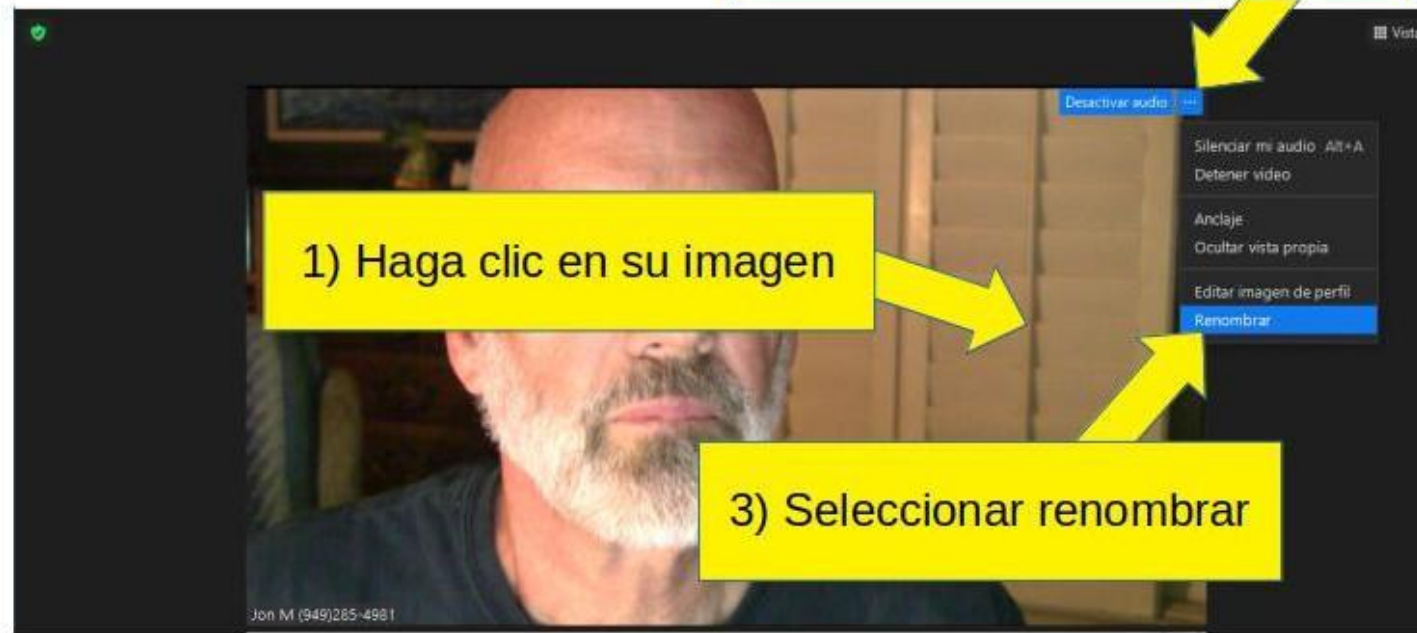 Vista
Desactivar audio ...
Silenciar mi audio Alt+A
Detener vídeo
Anclaje
Ocultar vista propia
Editar imagen de perfil
Renombrar
1) Haga clic en su imagen
3) Seleccionar renombrar
Jon M (949)285-4981